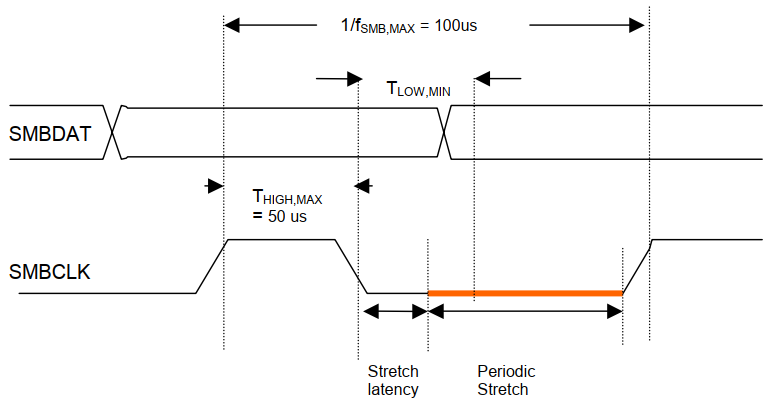 1/fSMB,MAX = 100us
TLOW,MIN
SMBDAT
THIGH,MAX
= 50 us
SMBCLK
Stretch
latency
Periodic
Stretch